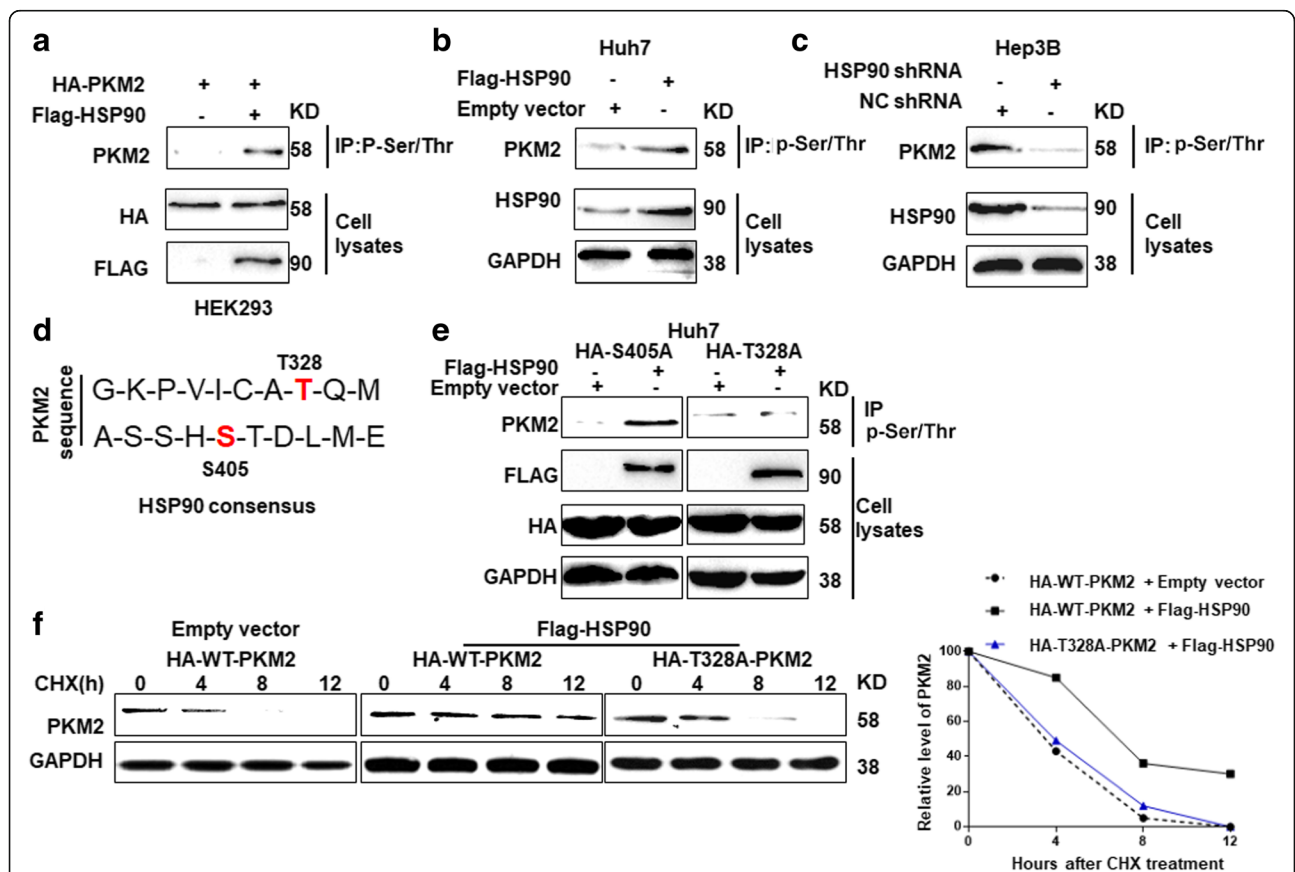 a
HA-PKM2 + +
Flag-HSP90 - + KD
PKM2 58 IP:P-Ser/Thr
HA 58
FLAG 90
Cell
lysates
HEK293
b
Huh7
Flag-HSP90 - +
Empty vector + - KD
PKM2 58 IP: p-Ser/Thr
HSP90 90
GAPDH 38
Cell
lysates
c
Hep3B
HSP90 shRNA - +
NC shRNA + - KD
PKM2 58 IP: p-Ser/Thr
HSP90 90
GAPDH 38
Cell
lysates
d
PKM2
sequence
T328
G-K-P-V-I-C-A-T-Q-M
A-S-S-H-S-T-D-L-M-E
S405
HSP90 consensus
e
Huh7
HA-S405A HA-T328A
Flag-HSP90 - + - +
Empty vector + - + - KD
PKM2 58
IP
p-Ser/Thr
FLAG 90
HA 58
GAPDH 38
Cell
lysates
f
Empty vector Flag-HSP90
HA-WT-PKM2 HA-WT-PKM2 HA-T328A-PKM2
CHX(h) 0 4 8 12 0 4 8 12 0 4 8 12 KD
PKM2 58
GAPDH 38
HA-WT-PKM2 + Empty vector
HA-WT-PKM2 + Flag-HSP90
HA-T328A-PKM2 + Flag-HSP90
Relative level of PKM2
100
80
60
40
20
0
0 4 8 12
Hours after CHX treatment